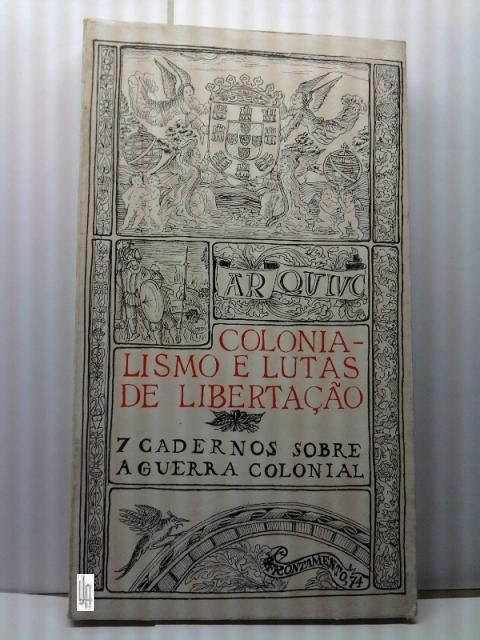 ARQUIVO
COLONIA-
LISMO E LUTAS
DE LIBERTAÇÃO
7 CADERNOS SOBRE
A GUERRA COLONIAL
AFRONTAMENTO. 74